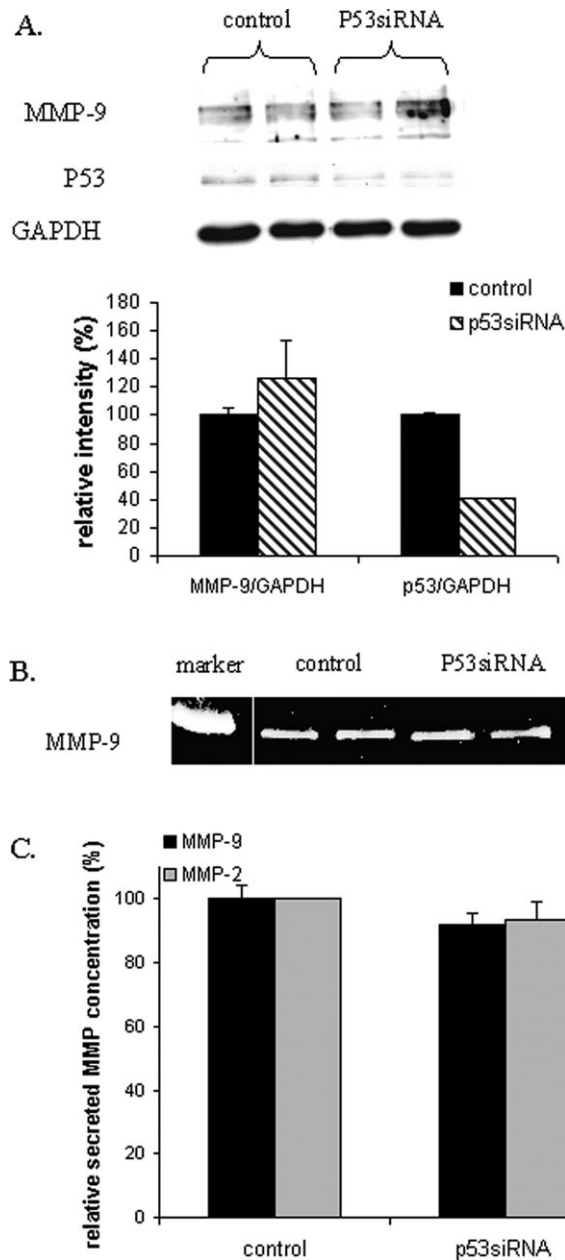 A.
control P53siRNA
MMP-9
P53
GAPDH
control
p53siRNA
relative intensity (%)
180
160
140
120
100
80
60
40
20
0
MMP-9/GAPDH p53/GAPDH
B.
marker control P53siRNA
MMP-9
C.
MMP-9
MMP-2
relative secreted MMP concentration (%)
100
80
60
40
20
0
control p53siRNA